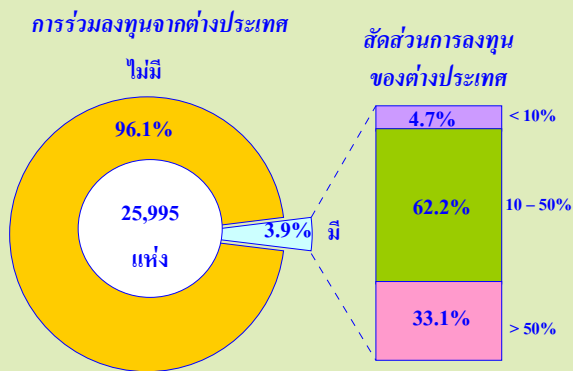 การร่วมลงทุนจากต่างประเทศ
ไม่มี
96.1%
25,995
แห่ง
3.9%
มี
สัดส่วนการลงทุน
ของต่างประเทศ
4.7%
< 10%
62.2%
10 – 50%
33.1%
> 50%